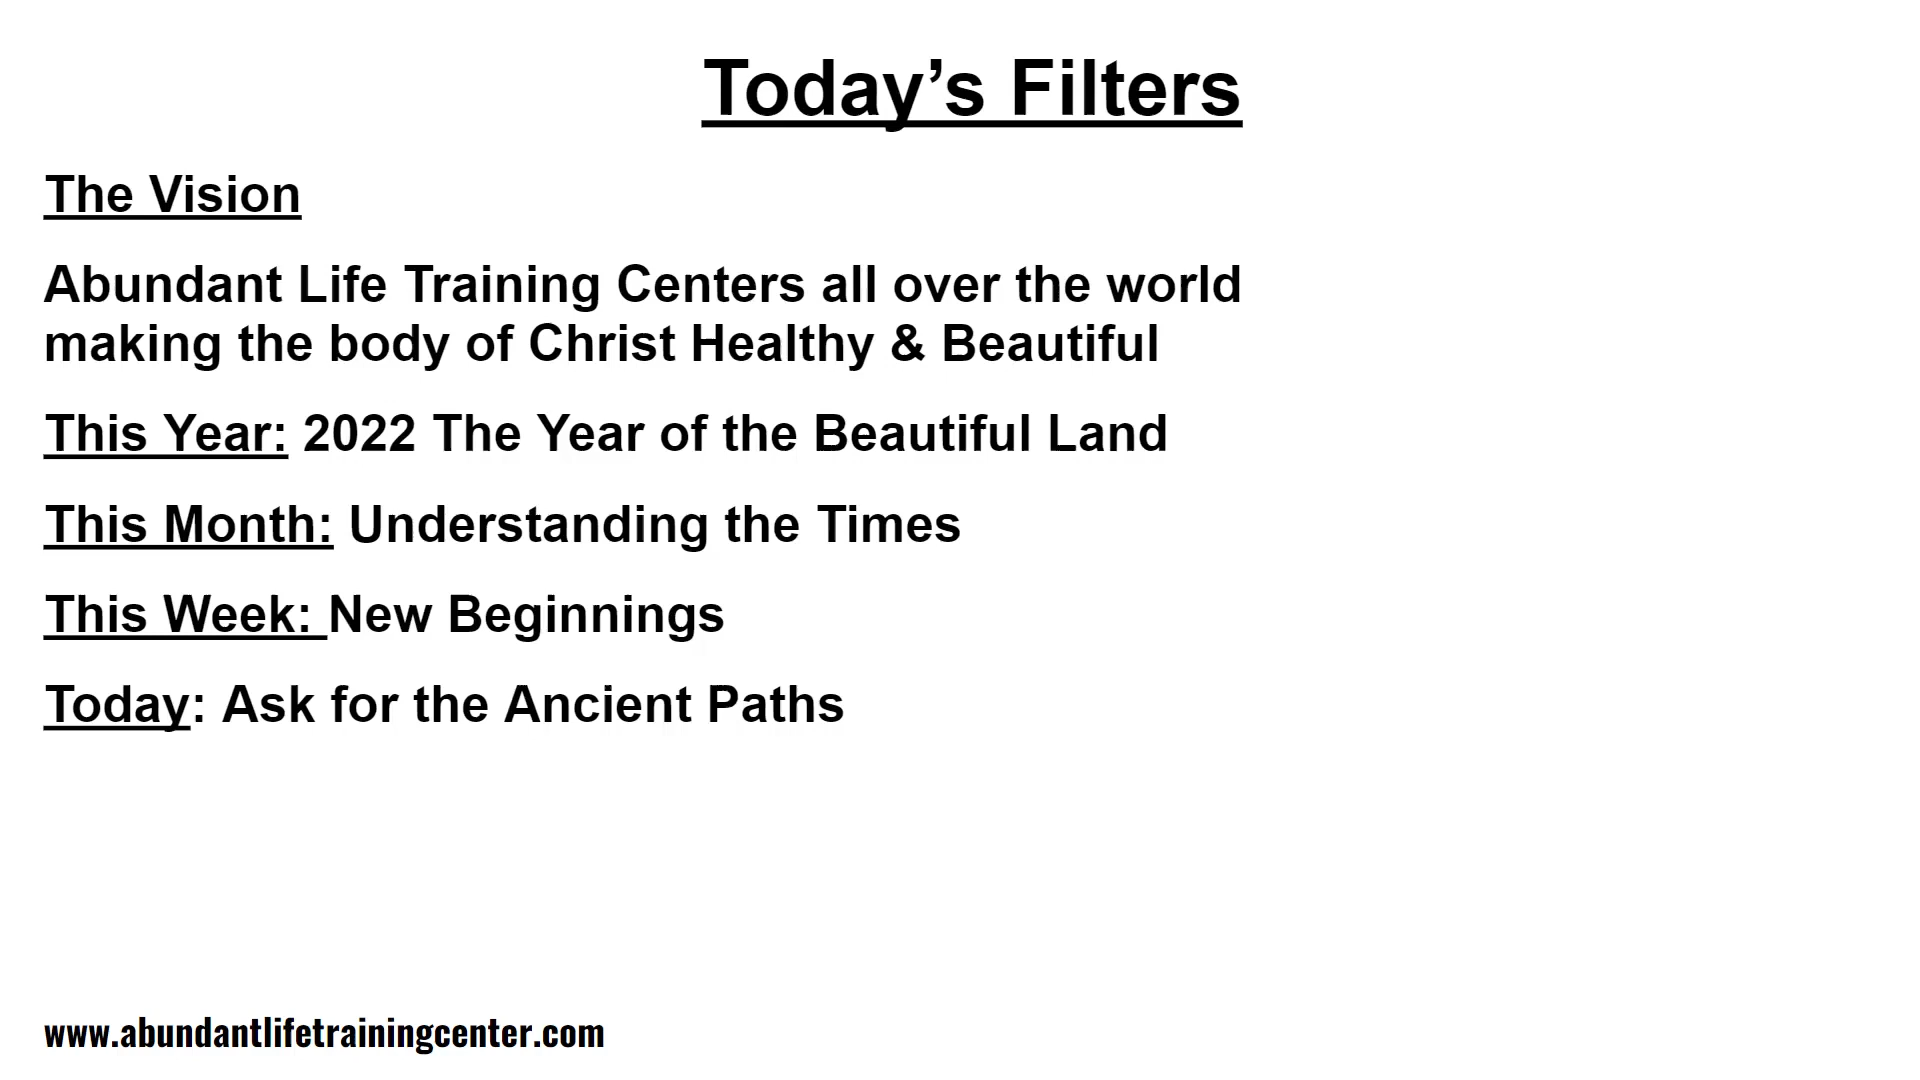 Today’s Filters
The Vision
Abundant Life Training Centers all over the world
making the body of Christ Healthy & Beautiful
This Year: 2022 The Year of the Beautiful Land
This Month: Understanding the Times
This Week: New Beginnings
Today: Ask for the Ancient Paths
www.abundantlifetrainingcenter.com